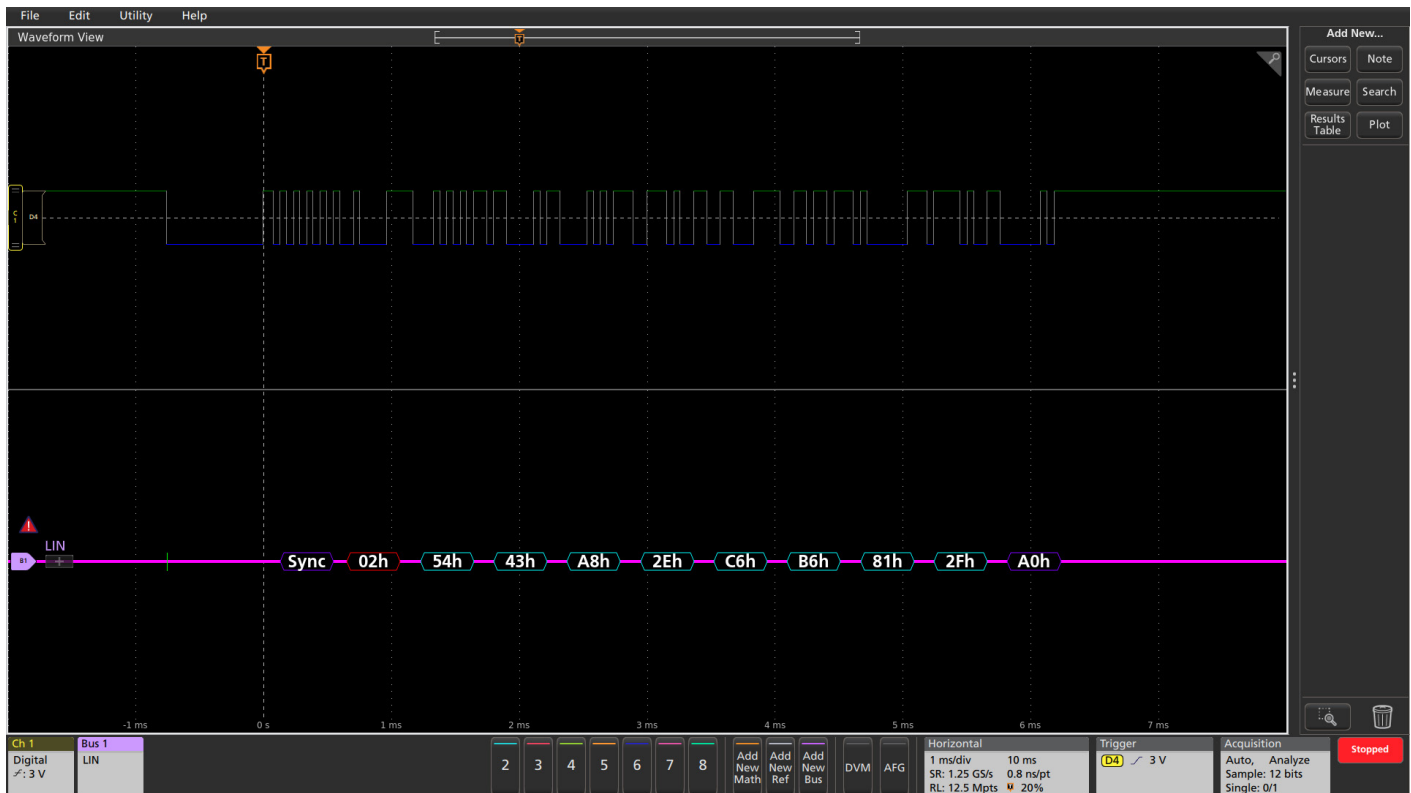 File Edit Utility Help
Waveform View
Add New...
Cursors Note
Measure Search
Results Table Plot
T
T
C 1 D4
!
LIN
B1 +
Sync 02h 54h 43h A8h 2Eh C6h B6h 81h 2Fh A0h
-1 ms 0 s 1 ms 2 ms 3 ms 4 ms 5 ms 6 ms 7 ms
Ch 1
Digital
: 3 V
Bus 1
LIN
2 3 4 5 6 7 8
Add New Math
Add New Ref
Add New Bus
DVM AFG
Horizontal
1 ms/div 10 ms
SR: 1.25 GS/s 0.8 ns/pt
RL: 12.5 Mpts 20%
Trigger
D4 3 V
Acquisition
Auto, Analyze
Sample: 12 bits
Single: 0/1
Stopped